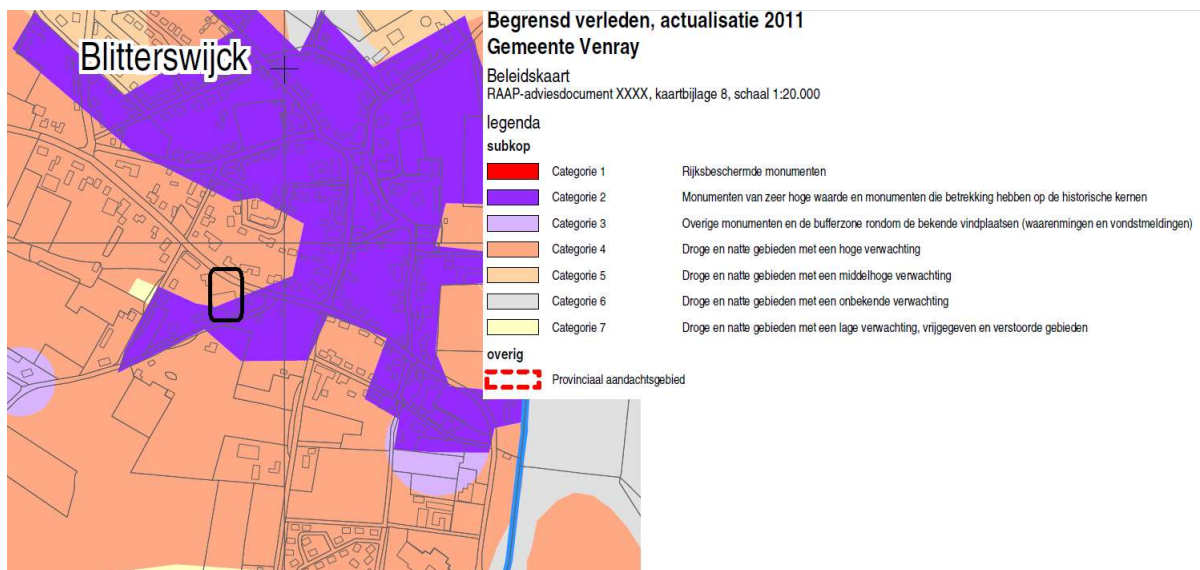 Blitterswijck
Begrensd verleden, actualisatie 2011
Gemeente Venray
Beleidskaart
RAAP-adviesdocument XXXX, kaartbijlage 8, schaal 1:20.000
legenda
subkop
Categorie 1 Rijksbeschermde monumenten
Categorie 2 Monumenten van zeer hoge waarde en monumenten die betrekking hebben op de historische kernen
Categorie 3 Overige monumenten en de bufferzone rondom de bekende vindplaatsen (waarenmingen en vondstmeldingen)
Categorie 4 Droge en natte gebieden met een hoge verwachting
Categorie 5 Droge en natte gebieden met een middelhoge verwachting
Categorie 6 Droge en natte gebieden met een onbekende verwachting
Categorie 7 Droge en natte gebieden met een lage verwachting, vrijgegeven en verstoorde gebieden
overig
Provinciaal aandachtsgebied